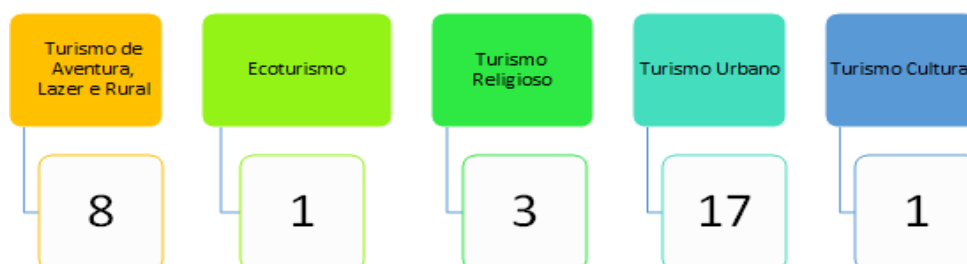 Turismo de
Aventura,
Lazer e Rural
Ecoturismo
Turismo
Religioso
Turismo Urbano
Turismo Cultura
8
1
3
17
1